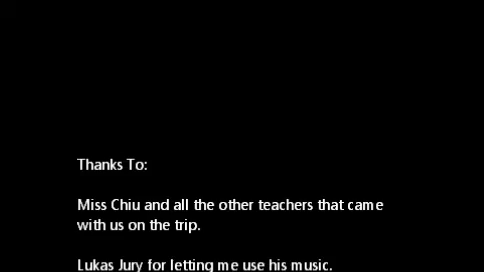 Thanks To:
Miss Chiu and all the other teachers that came
with us on the trip.
Lukas Jury for letting me use his music.